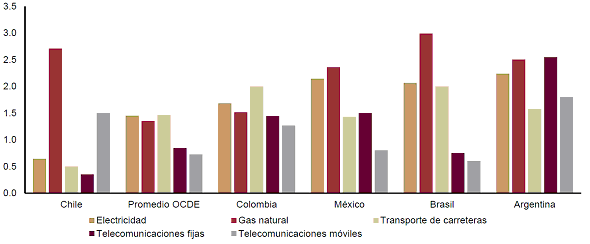 3.5
3.0
2.5
2.0
1.5
1.0
0.5
0.0
Chile Promedio OCDE Colombia México Brasil Argentina
Electricidad Gas natural Transporte de carreteras
Telecomunicaciones fijas Telecomunicaciones móviles